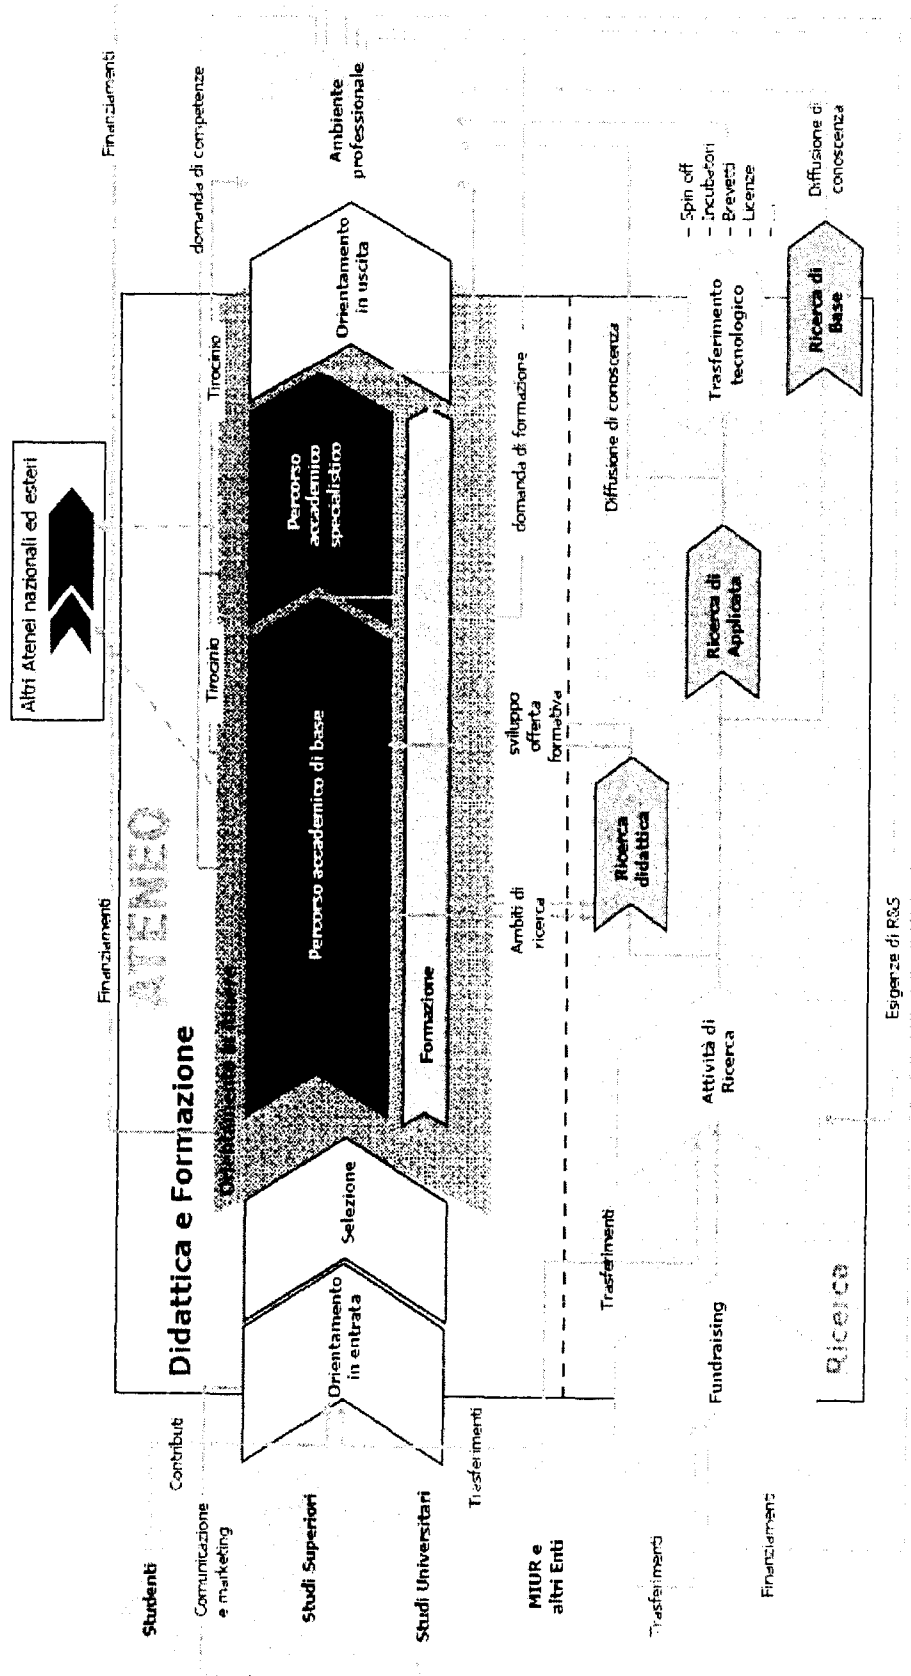 Altri Atenei nazionali ed esteri
Finanziamenti
Finanziamenti
ATENEO
Didattica e Formazione
Studenti
Contributi
Comunicazione
e marketing
Studi Superiori
Studi Universitari
Trasferimenti
MIUR e
altri Enti
Trasferimenti
Finanziamenti
Orientamento
in entrata
Selezione
Orientamento in itinere
Percorso accademico di base
Formazione
Tirocinio
Tirocinio
Percorso
accademico
specialistico
Orientamento
in uscita
domanda di competenze
Ambiente
professionale
Ambiti di
ricerca
sviluppo
offerta
formativa
domanda di formazione
Trasferimenti
Fundraising
Ricerca
Attività di
Ricerca
Ricerca
didattica
Ricerca di
Applicata
Diffusione di conoscenza
Trasferimento
tecnologico
– Spin off
– Incubatori
– Brevetti
– Licenze
– ....
Ricerca di
Base
Diffusione di
conoscenza
Esigenze di R&S